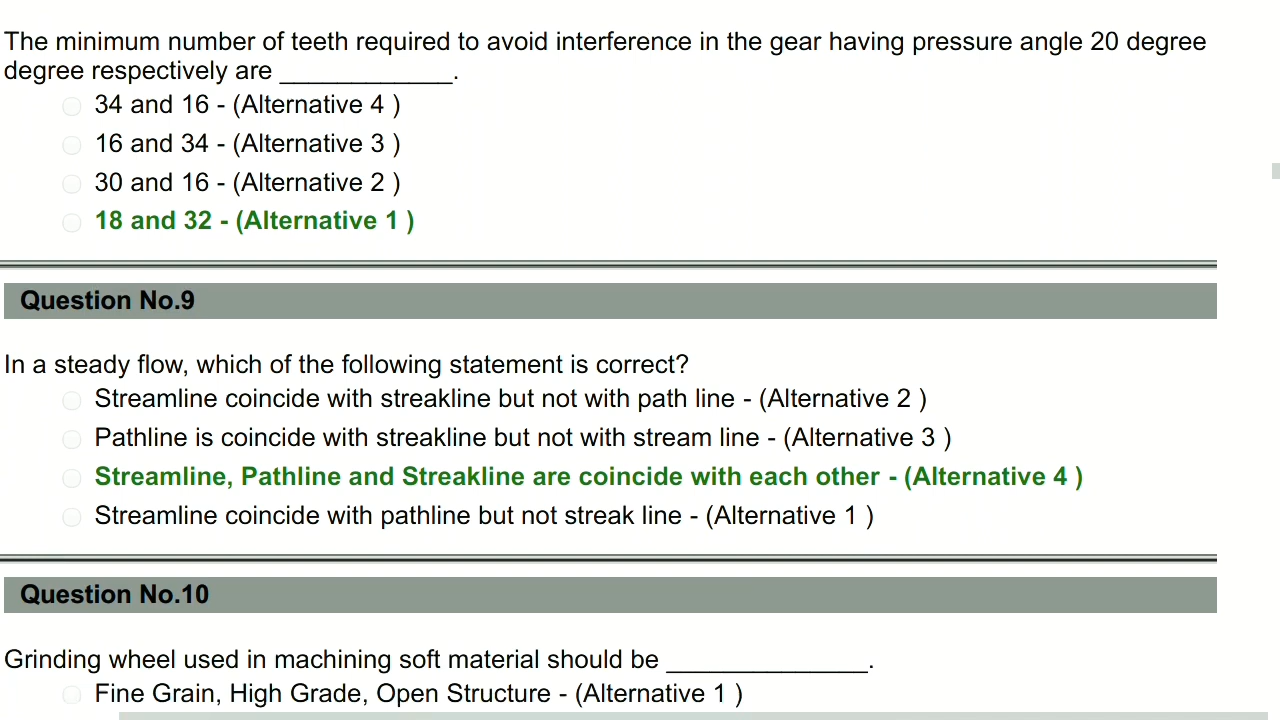 The minimum number of teeth required to avoid interference in the gear having pressure angle 20 degree
degree respectively are ____________.
34 and 16 - (Alternative 4 )
16 and 34 - (Alternative 3 )
30 and 16 - (Alternative 2 )
18 and 32 - (Alternative 1 )
Question No.9
In a steady flow, which of the following statement is correct?
Streamline coincide with streakline but not with path line - (Alternative 2 )
Pathline is coincide with streakline but not with stream line - (Alternative 3 )
Streamline, Pathline and Streakline are coincide with each other - (Alternative 4 )
Streamline coincide with pathline but not streak line - (Alternative 1 )
Question No.10
Grinding wheel used in machining soft material should be ______________.
Fine Grain, High Grade, Open Structure - (Alternative 1 )